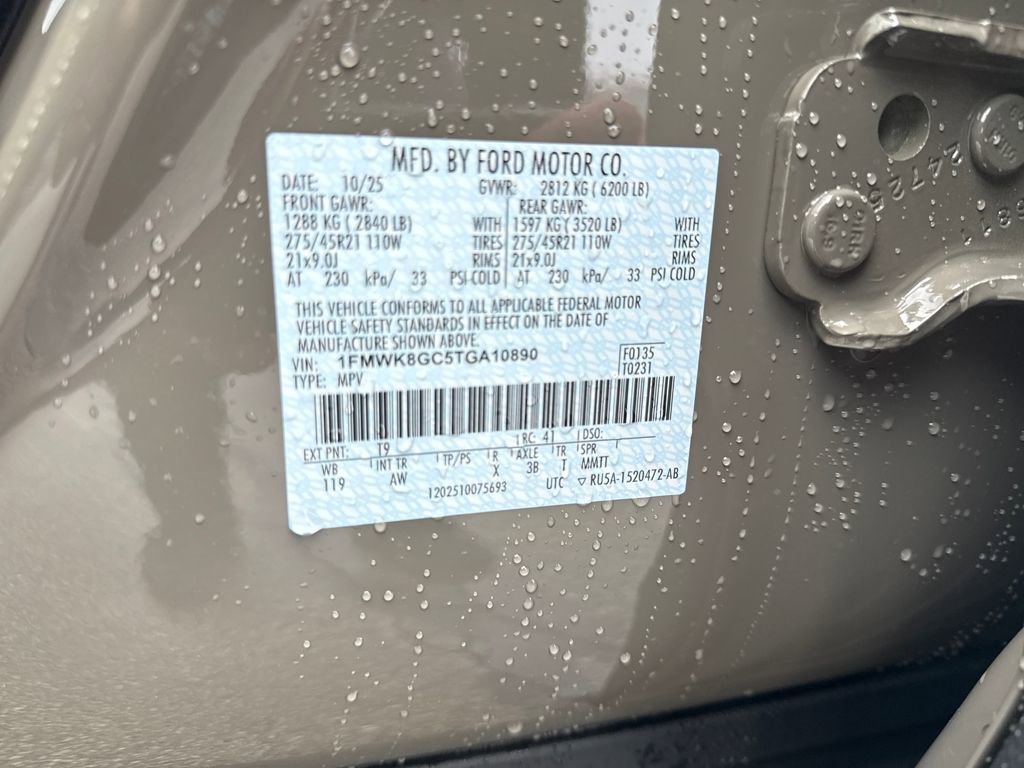 MFD. BY FORD MOTOR CO.
DATE: 10/25 GVWR: 2812 KG ( 6200 LB)
FRONT GAWR: REAR GAWR:
1288 KG ( 2840 LB) WITH 1597 KG ( 3520 LB) WITH
275/45R21 110W TIRES 275/45R21 110W TIRES
21x9.0J RIMS 21x9.0J RIMS
AT 230 kPa/ 33 PSI-COLD AT 230 kPa/ 33 PSI COLD
THIS VEHICLE CONFORMS TO ALL APPLICABLE FEDERAL MOTOR
VEHICLE SAFETY STANDARDS IN EFFECT ON THE DATE OF
MANUFACTURE SHOWN ABOVE.
VIN: 1FMWK8GC5TGA10890 F0135
TYPE: MPV T0231
EXT PNT: T9 RC: 41 DSO:
WB INT TR TP/PS R AXLE TR SPR
119 AW X 3B T MMTT
1202510075693 UTC ▽ RU5A-1520472-AB